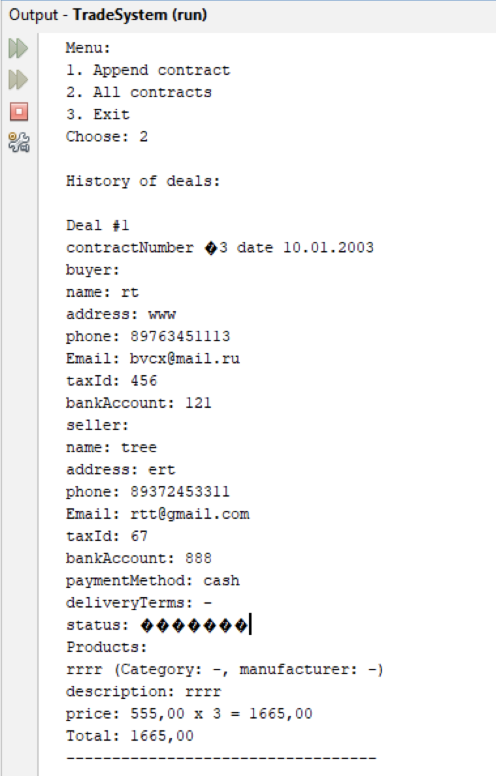 Output - TradeSystem (run)
Menu:
1. Append contract
2. All contracts
3. Exit
Choose: 2
History of deals:
Deal #1
contractNumber �3 date 10.01.2003
buyer:
name: rt
address: www
phone: 89763451113
Email: bvcx@mail.ru
taxId: 456
bankAccount: 121
seller:
name: tree
address: ert
phone: 89372453311
Email: rtt@gmail.com
taxId: 67
bankAccount: 888
paymentMethod: cash
deliveryTerms: -
status: �������
Products:
rrrr (Category: -, manufacturer: -)
description: rrrr
price: 555,00 x 3 = 1665,00
Total: 1665,00
----------------------------------